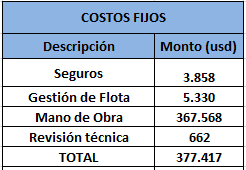 COSTOS FIJOS
Descripción Monto (usd)
Seguros 3.858
Gestión de Flota 5.330
Mano de Obra 367.568
Revisión técnica 662
TOTAL 377.417